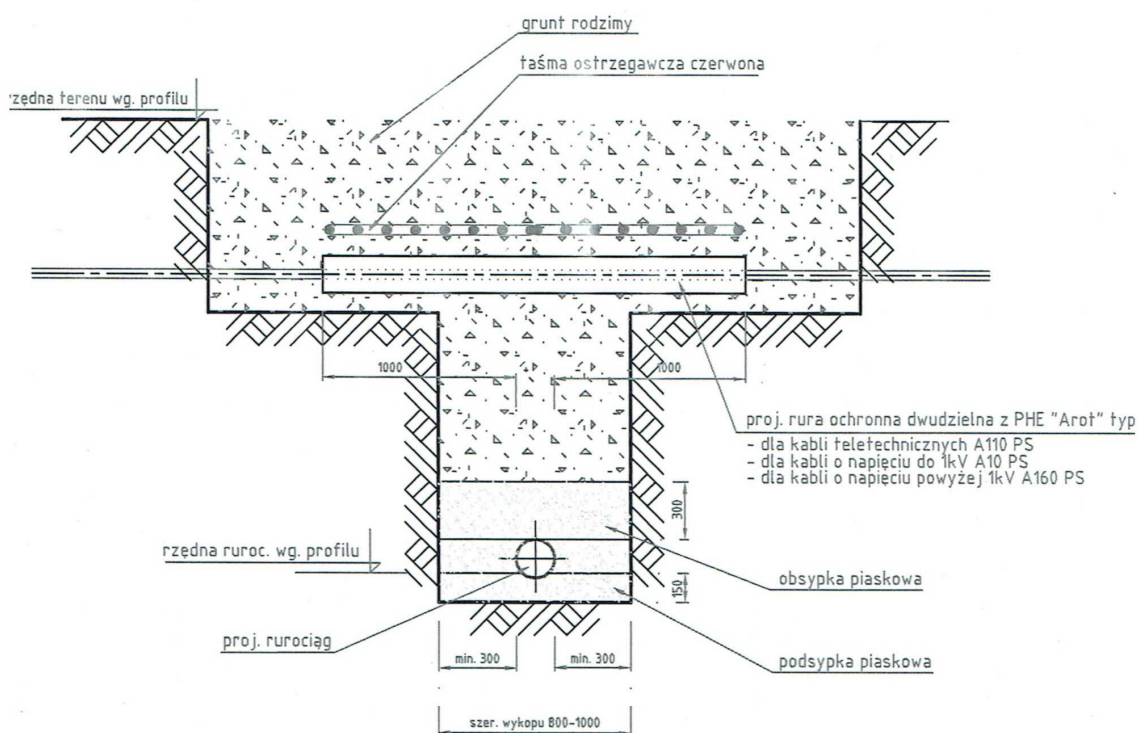 grunt rodzimy
taśma ostrzegawcza czerwona
rzędna terenu wg. profilu
1000
1000
proj. rura ochronna dwudzielna z PHE "Arot" typ
- dla kabli teletechnicznych A110 PS
- dla kabli o napięciu do 1kV A10 PS
- dla kabli o napięciu powyżej 1kV A160 PS
300
rzędna ruroc. wg. profilu
obsypka piaskowa
150
proj. rurociąg
min. 300
min. 300
podsypka piaskowa
szer. wykopu 800-1000